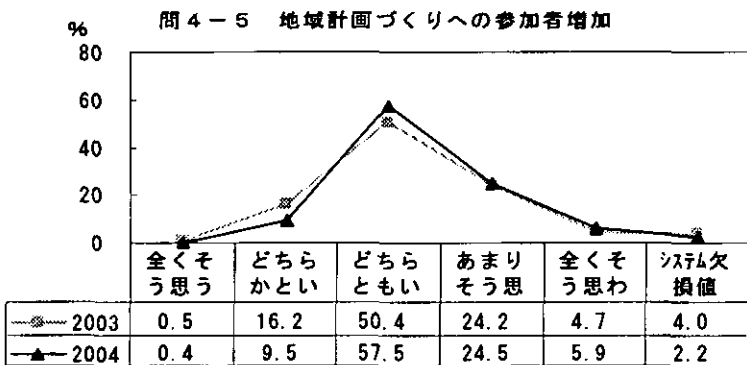 問4-5 地域計画づくりへの参加者増加
%
80
60
40
20
0
全くそ う思う
どちら かとい
どちら ともい
あまり そう思
全くそ う思わ
システム欠 損値
2003 0.5 16.2 50.4 24.2 4.7 4.0
2004 0.4 9.5 57.5 24.5 5.9 2.2